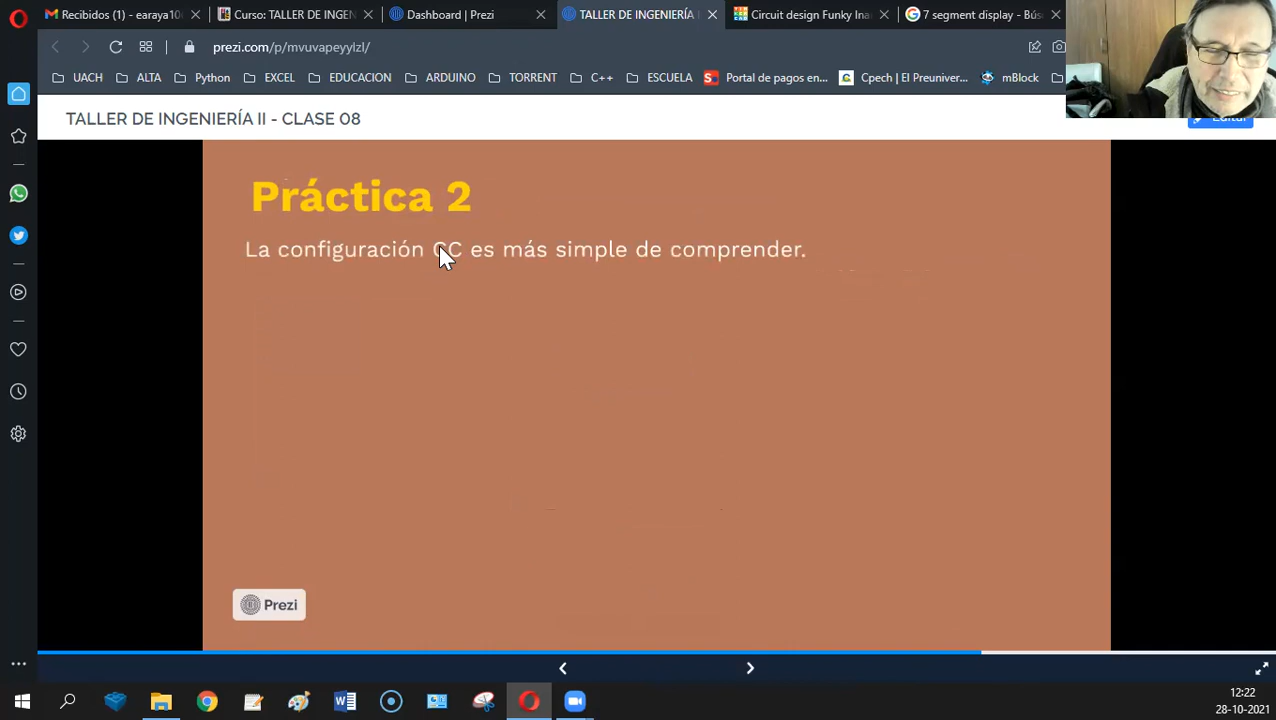 Recibidos (1) - earaya10
Curso: TALLER DE INGEN
Dashboard | Prezi
TALLER DE INGENIERÍA
Circuit design Funky Ina
7 segment display - Bús
prezi.com/p/mvuvapeyylzl/
UACH
ALTA
Python
EXCEL
EDUCACION
ARDUINO
TORRENT
C++
ESCUELA
Portal de pagos en...
Cpech | El Preuniver...
mBlock
TALLER DE INGENIERÍA II - CLASE 08
Editar
Práctica 2
La configuración CC es más simple de comprender.
Prezi
12:22
28-10-2021